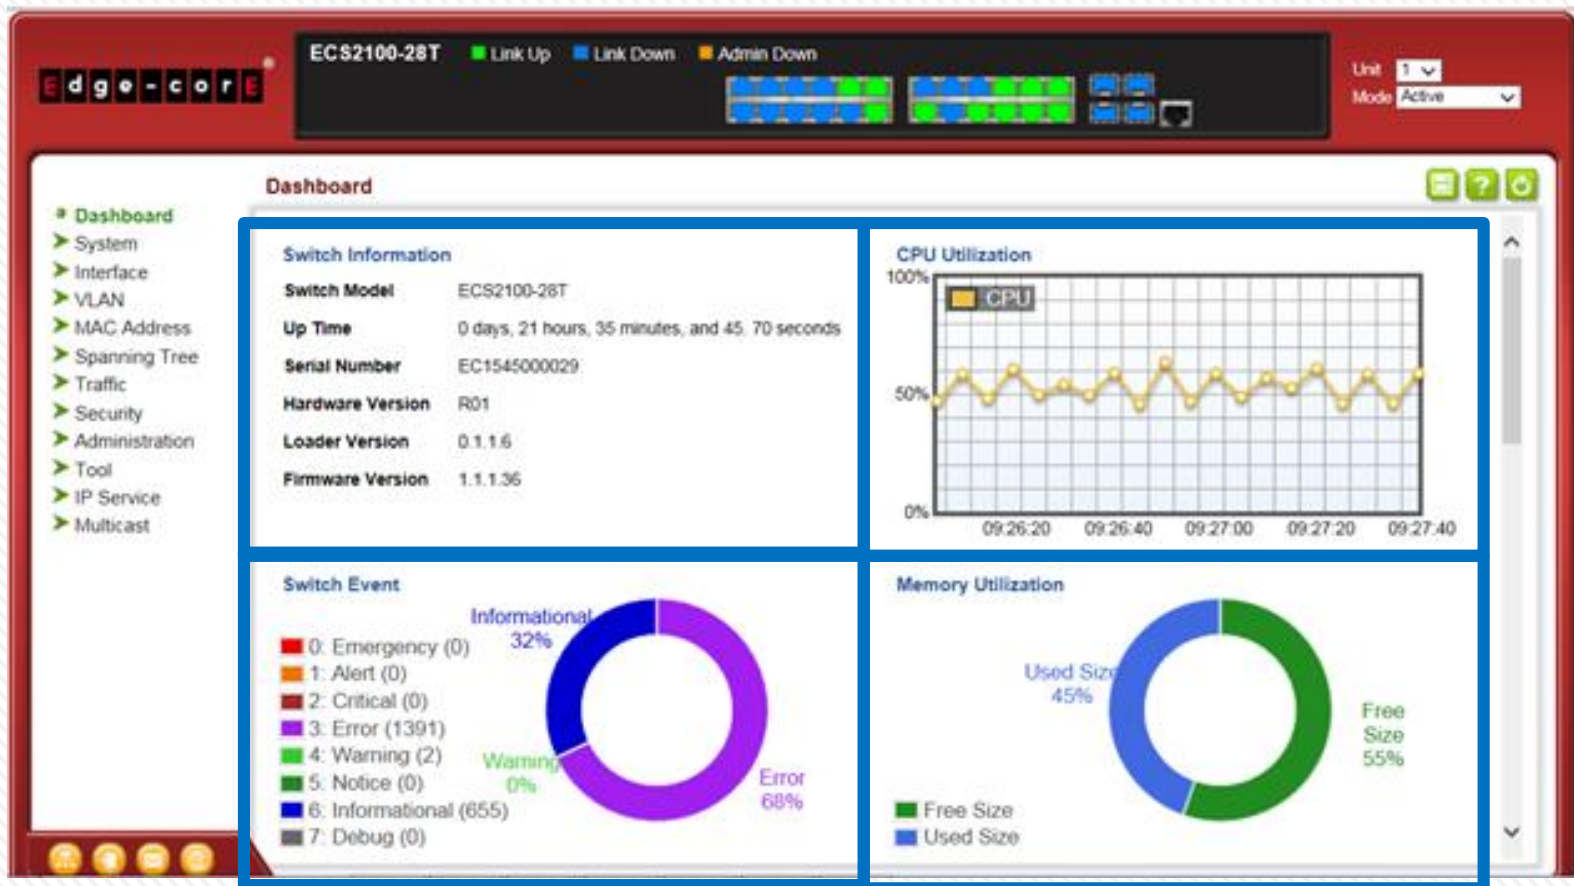 Edge-corE
ECS2100-28T Link Up Link Down Admin Down
Unit 1
Mode Active
Dashboard
Dashboard
System
Interface
VLAN
MAC Address
Spanning Tree
Traffic
Security
Administration
Tool
IP Service
Multicast
Switch Information
Switch Model ECS2100-28T
Up Time 0 days, 21 hours, 35 minutes, and 45. 70 seconds
Serial Number EC1545000029
Hardware Version R01
Loader Version 0.1.1.6
Firmware Version 1.1.1.36
CPU Utilization
100%
CPU
50%
0%
09:26:20 09:26:40 09:27:00 09:27:20 09:27:40
Switch Event
Informational
32%
0: Emergency (0)
1: Alert (0)
2: Critical (0)
3: Error (1391)
4: Warning (2)
5: Notice (0)
6: Informational (655)
7: Debug (0)
Warning
0%
Error
68%
Memory Utilization
Used Size
45%
Free
Size
55%
Free Size
Used Size